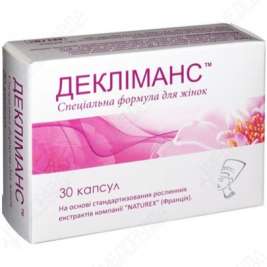 ДЕКЛІМАНС™
Спеціальна формула для жінок
30 капсул
На основі стандартизованих рослинних
екстрактів компанії "NATUREX" (Франція).